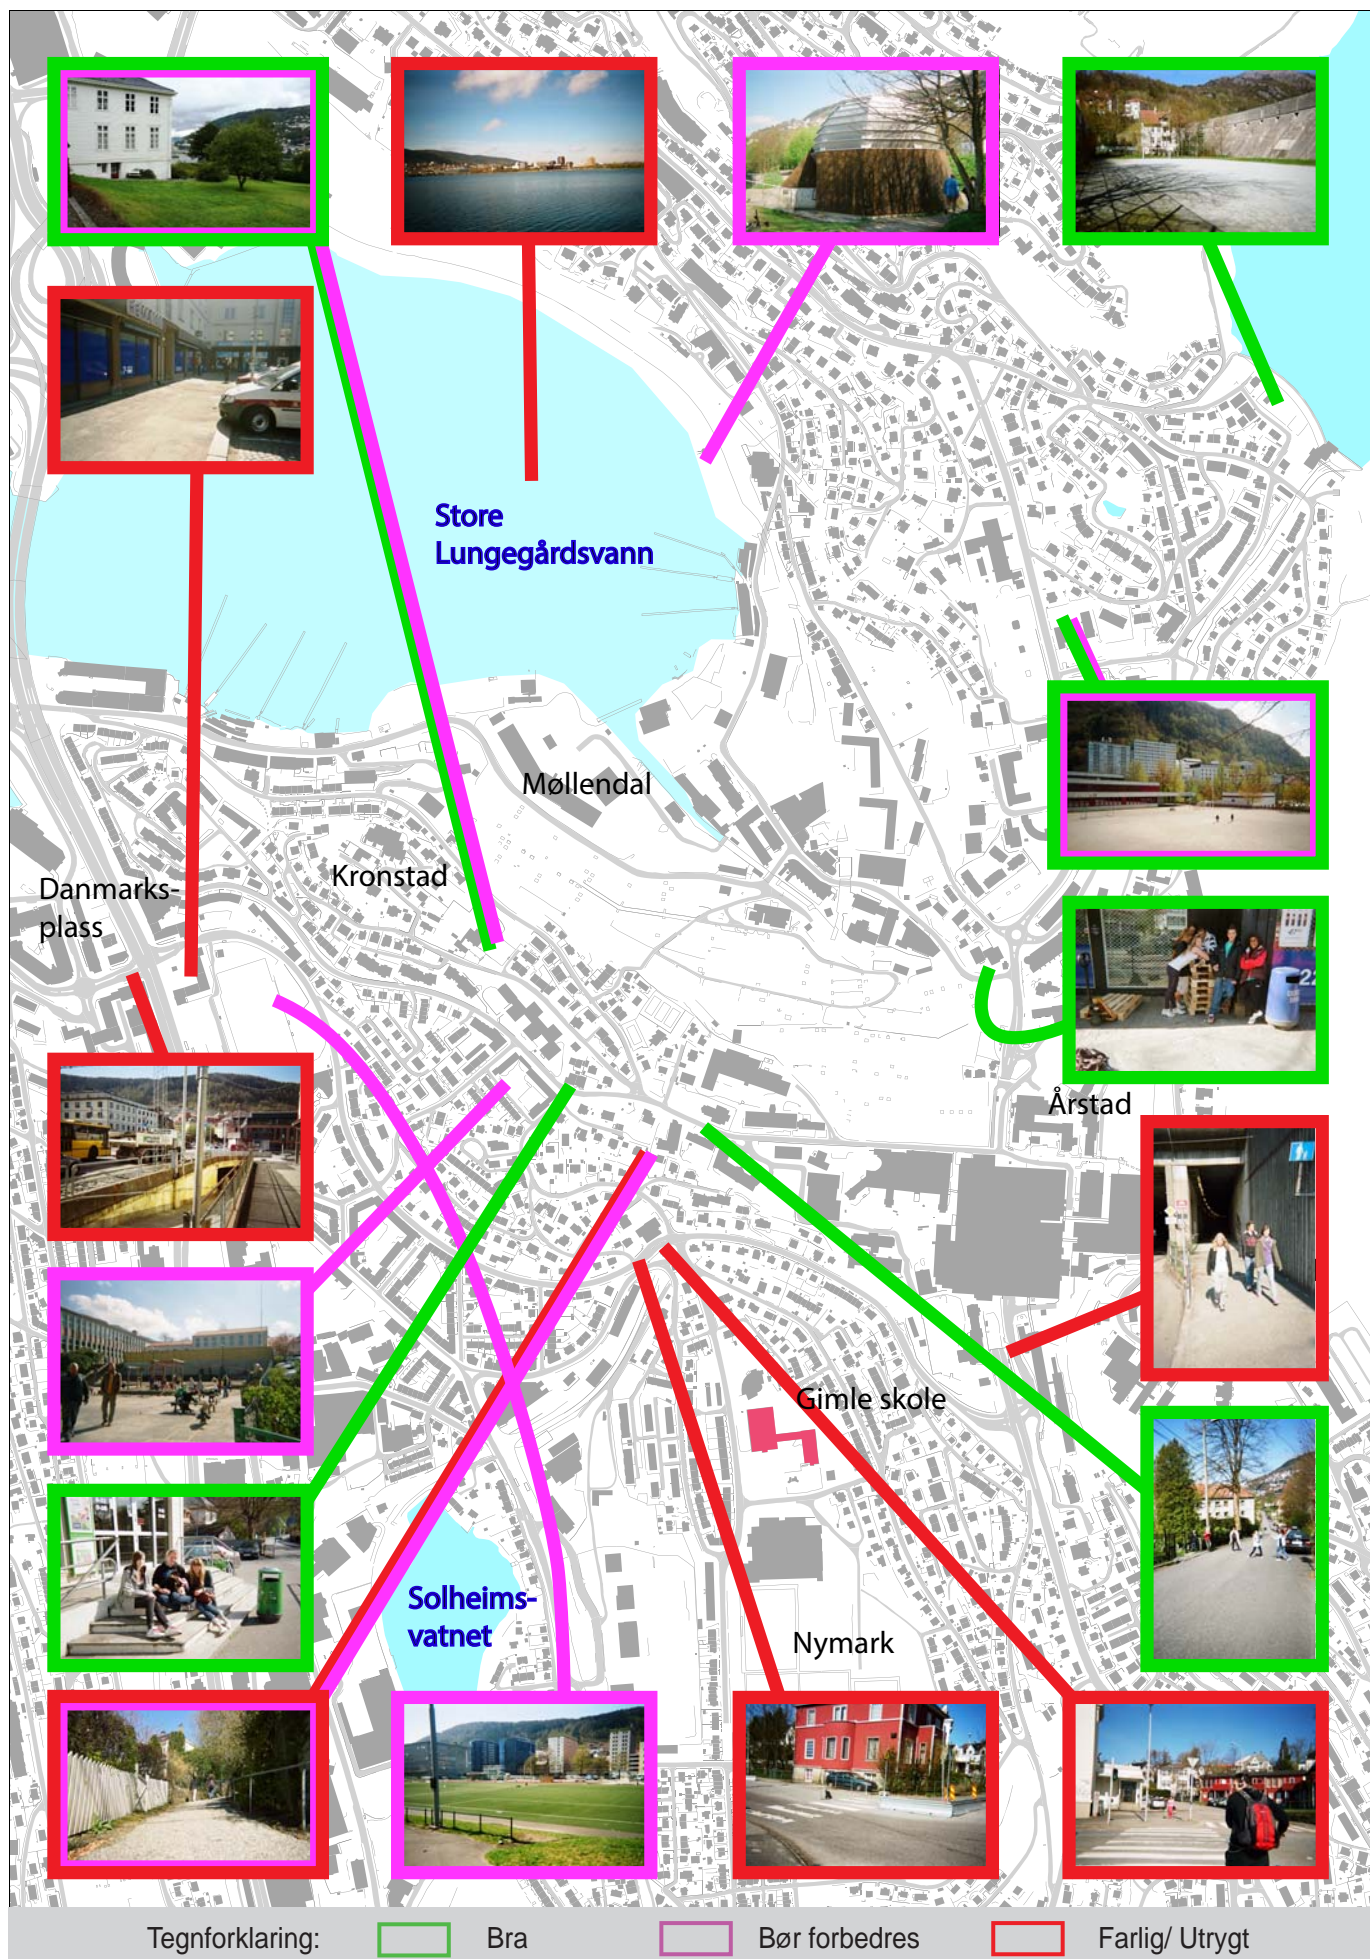 Store
Lungegårdsvann
Møllendal
Kronstad
Danmarks-
plass
Årstad
Gimle skole
Solheims-
vatnet
Nymark
Tegnforklaring:
Bra
Bør forbedres
Farlig/ Utrygt